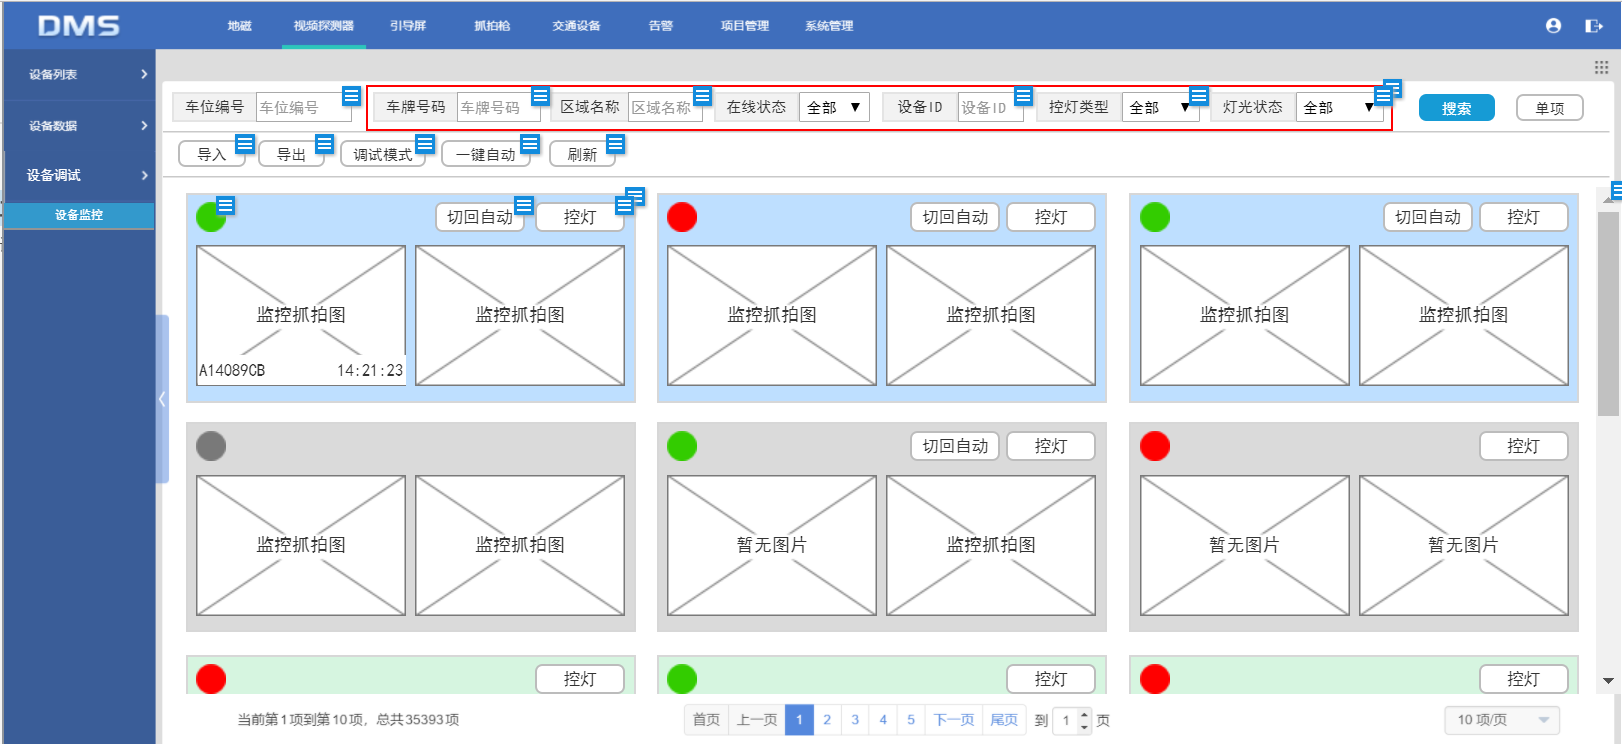 DMS 地磁 视频探测器 引导屏 抓拍枪 交通设备 告警 项目管理 系统管理
设备列表
设备数据
设备调试
设备监控
车位编号 车位编号 车牌号码 车牌号码 区域名称 区域名称 在线状态 全部 ▼ 设备ID 设备ID 控灯类型 全部 ▼ 灯光状态 全部 ▼ 搜索 单项
导入 导出 调试模式 一键自动 刷新
切回自动 控灯 切回自动 控灯 切回自动 控灯
监控抓拍图 监控抓拍图 监控抓拍图 监控抓拍图 监控抓拍图 监控抓拍图
A14089CB 14:21:23
切回自动 控灯 控灯
监控抓拍图 监控抓拍图 暂无图片 监控抓拍图 暂无图片 暂无图片
控灯 控灯 控灯
当前第1项到第10项，总共35393项 首页 上一页 1 2 3 4 5 下一页 尾页 到 1 页 10 项/页